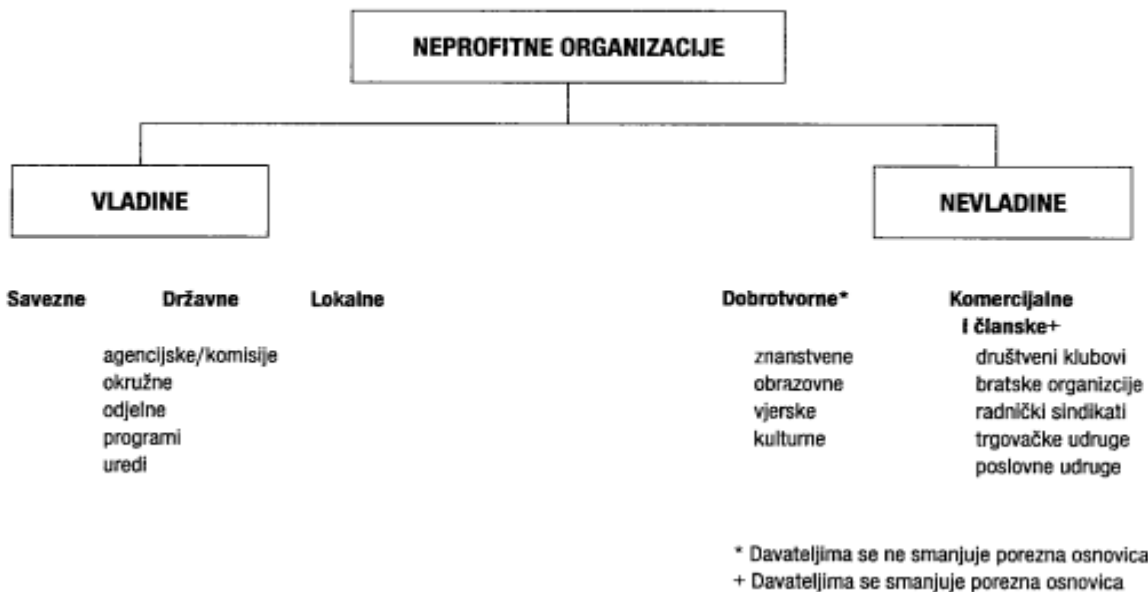 NEPROFITNE ORGANIZACIJE
VLADINE
NEVLADINE
Savezne Državne Lokalne
agencijske/komisije
okružne
odjelne
programi
uredi
Dobrotvorne*
znanstvene
obrazovne
vjerske
kulturne
Komercijalne
i članske+
društveni klubovi
bratske organizcije
radnički sindikati
trgovačke udruge
poslovne udruge
* Davateljima se ne smanjuje porezna osnovica
+ Davateljima se smanjuje porezna osnovica